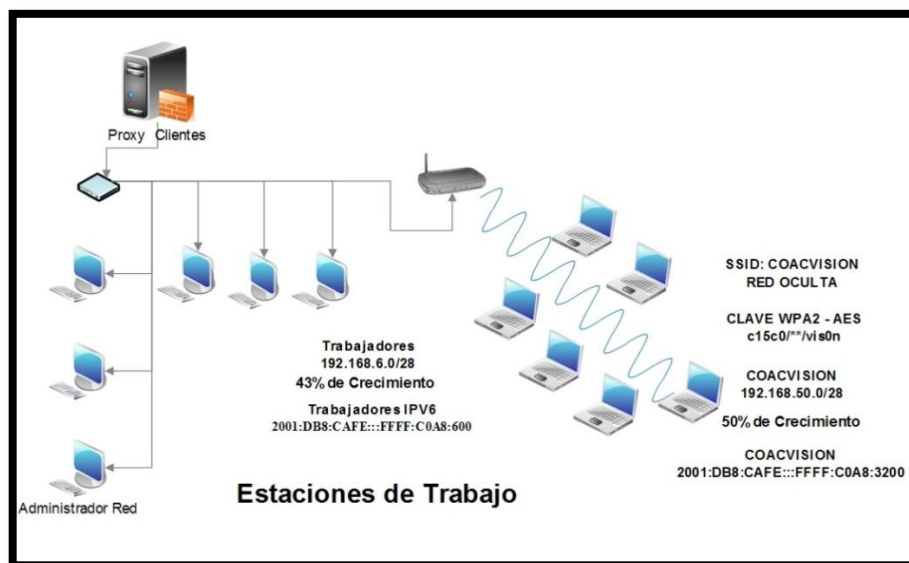 Proxy Clientes
Trabajadores
192.168.6.0/28
43% de Crecimiento
Trabajadores IPV6
2001:DB8:CAFE:::FFFF:C0A8:600
SSID: COACVISION
RED OCULTA
CLAVE WPA2 - AES
c15c0/**/vis0n
COACVISION
192.168.50.0/28
50% de Crecimiento
COACVISION
2001:DB8:CAFE:::FFFF:C0A8:3200
Administrador Red
Estaciones de Trabajo